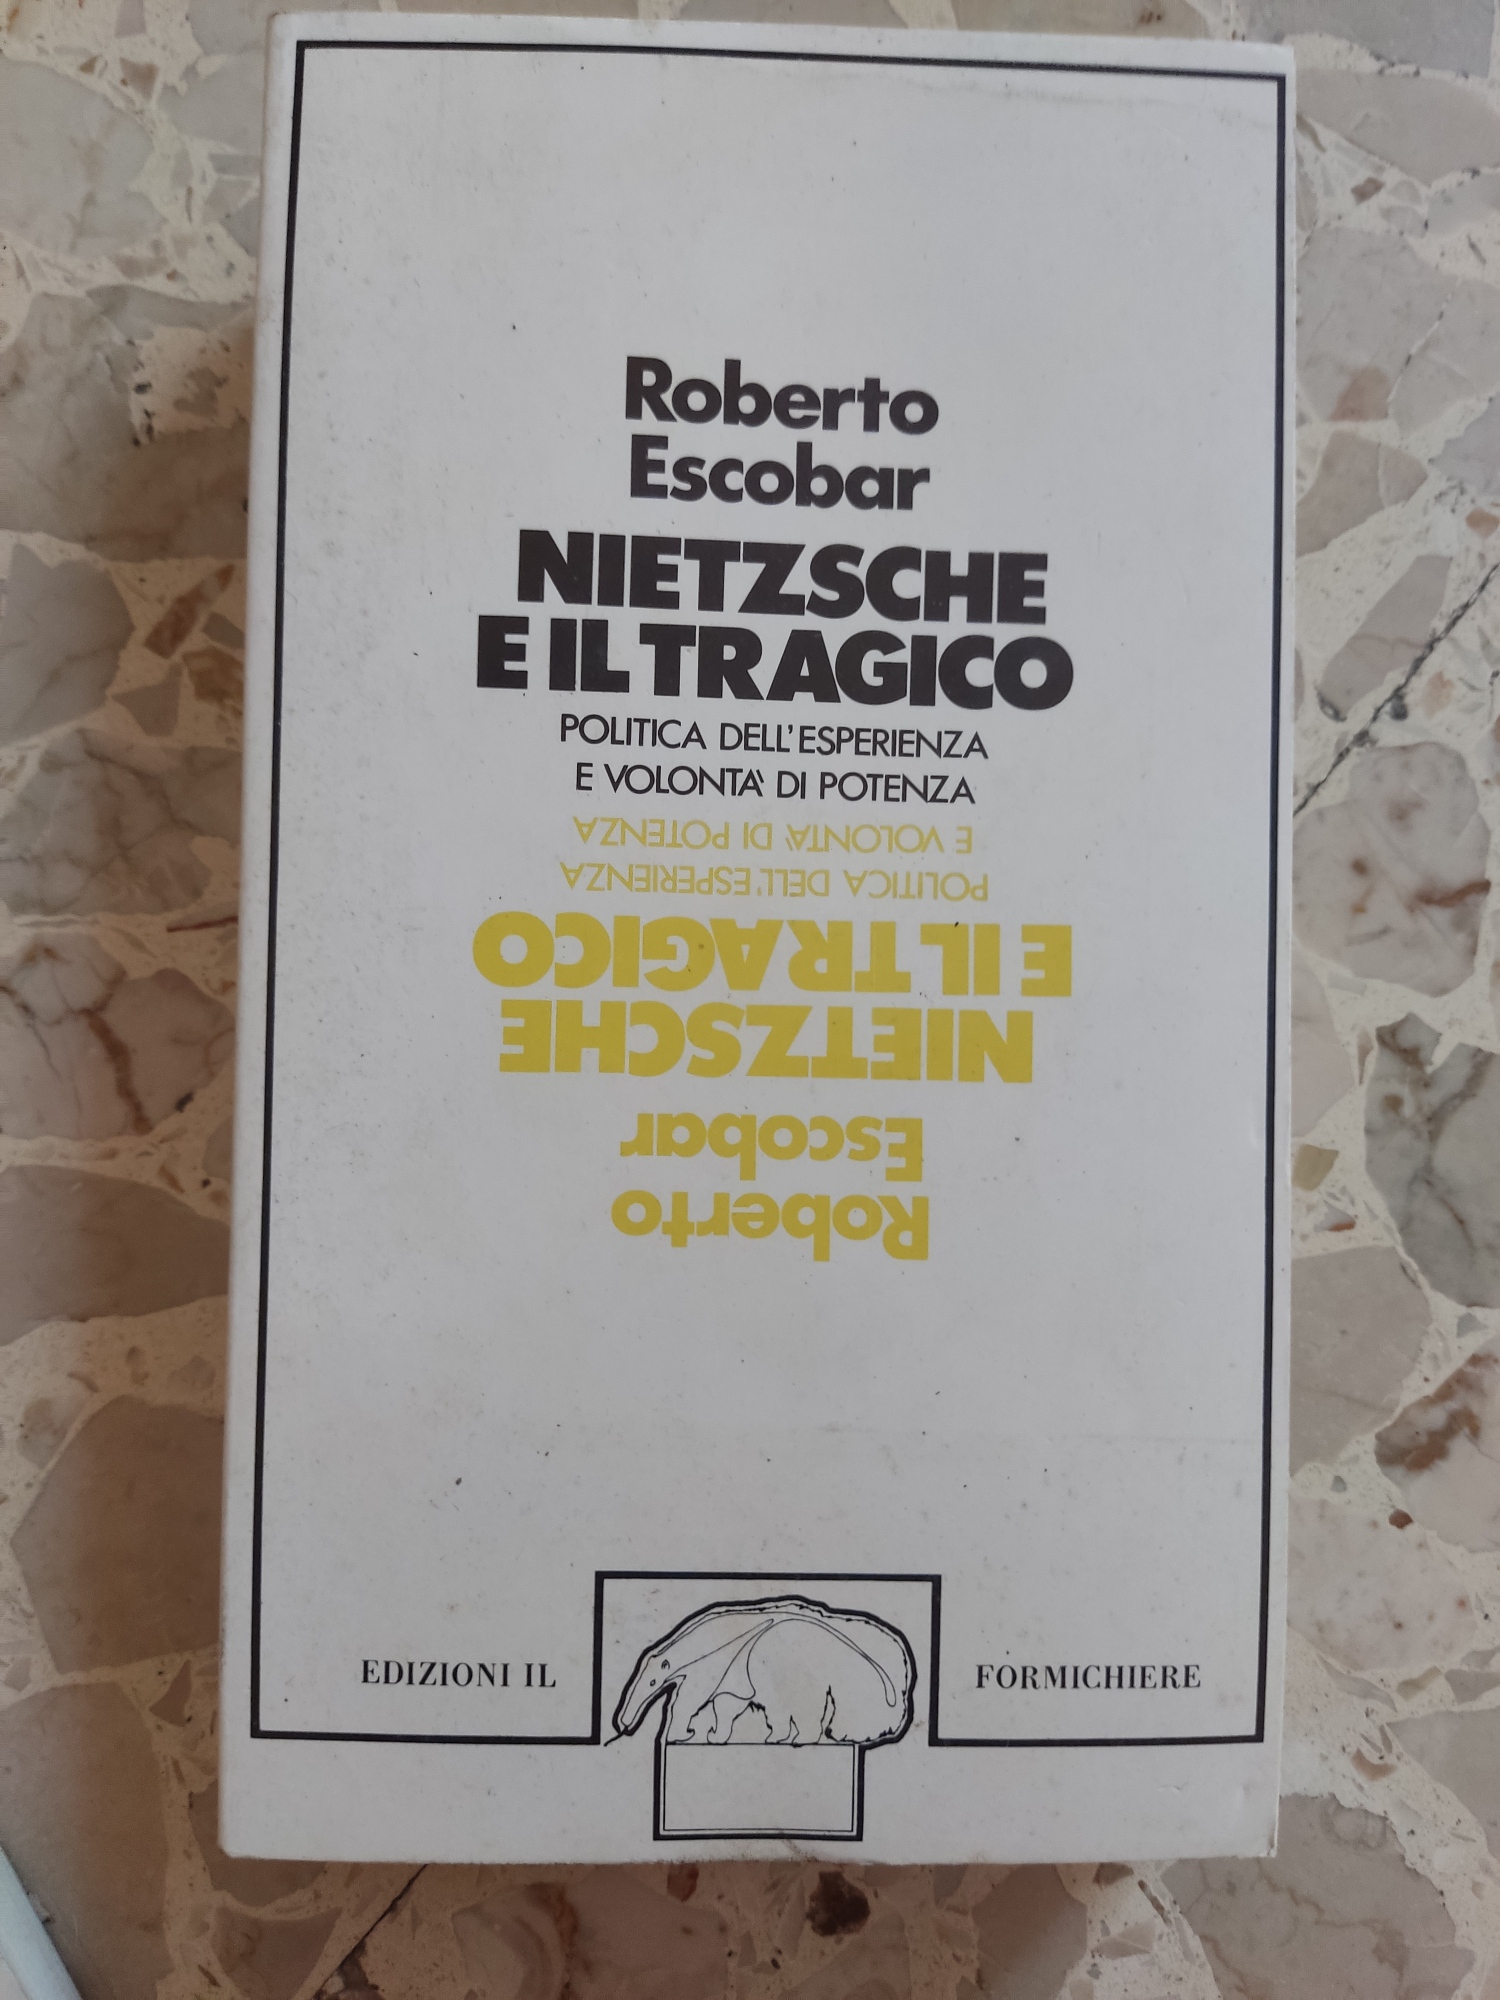 Roberto
Escobar
NIETZSCHE
E IL TRAGICO
POLITICA DELL'ESPERIENZA
E VOLONTA' DI POTENZA
E VOLONTA' DI POTENZA
POLITICA DELL'ESPERIENZA
E IL TRAGICO
NIETZSCHE
Escobar
Roberto
EDIZIONI IL FORMICHIERE